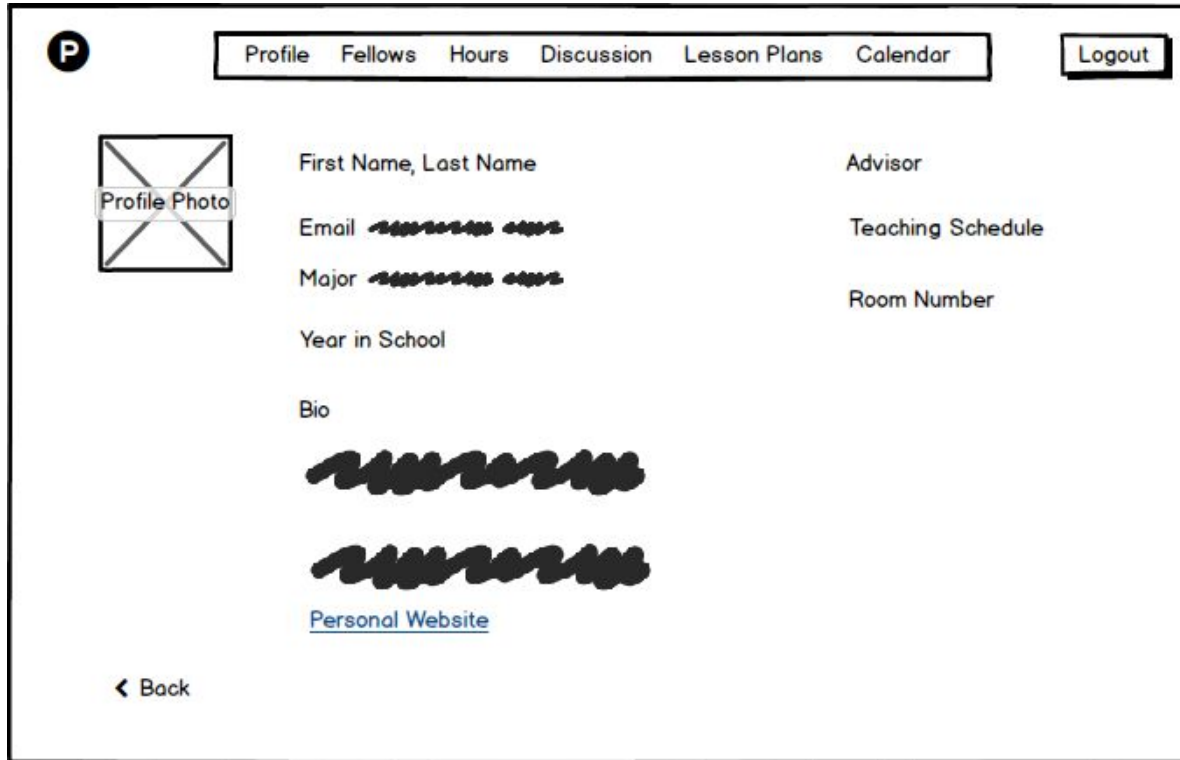 P
Profile Fellows Hours Discussion Lesson Plans Calendar
Logout
Profile Photo
First Name, Last Name
Email
Major
Year in School
Bio
Personal Website
Advisor
Teaching Schedule
Room Number
Back